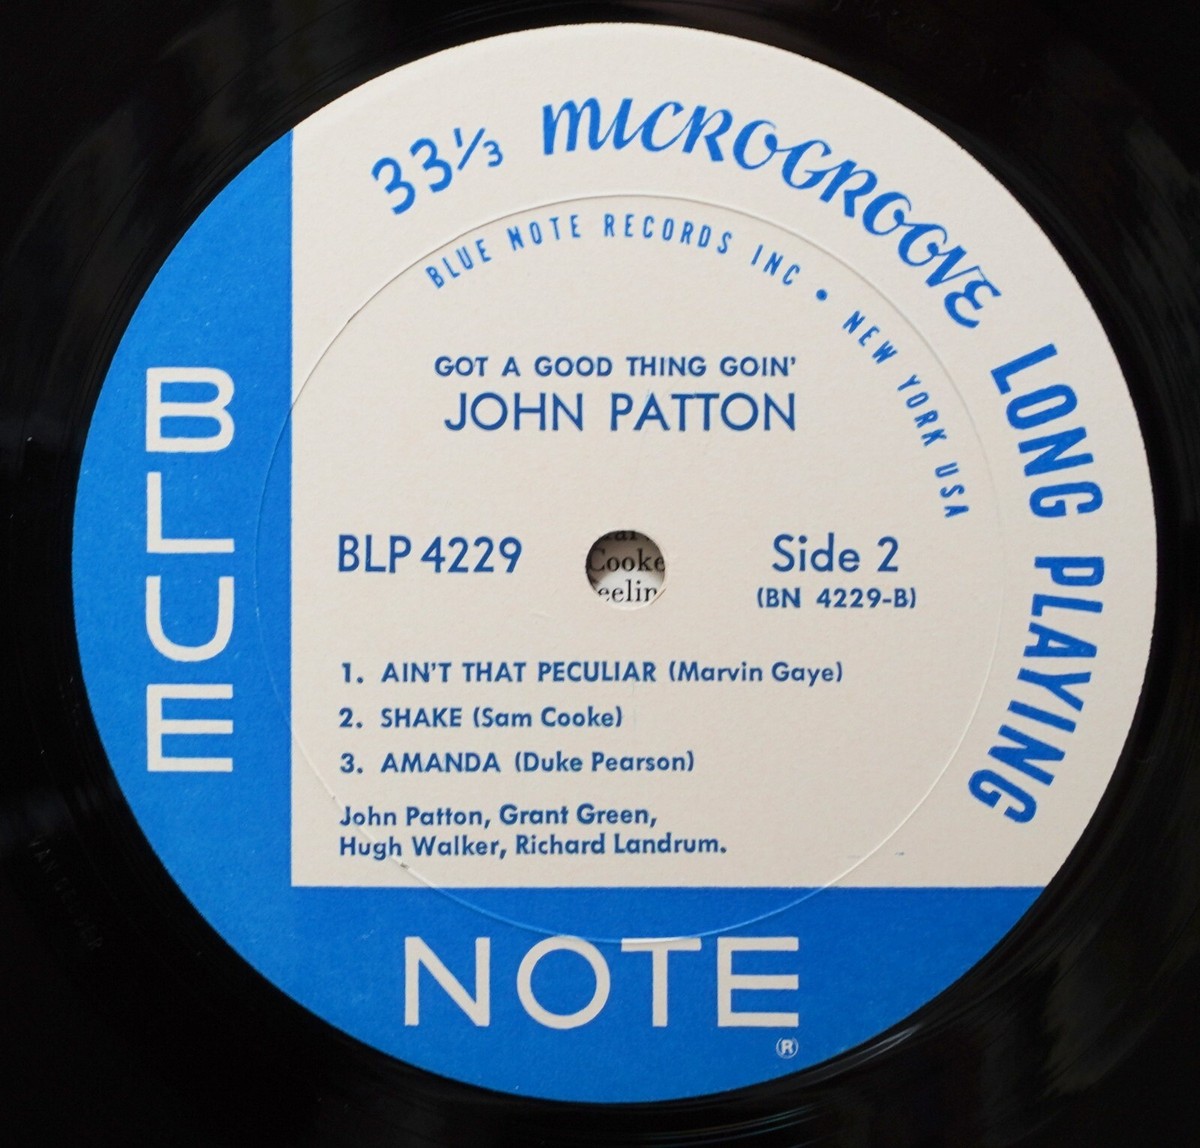 33⅓ MICROGROOVE LONG PLAYING
BLUE NOTE RECORDS INC • NEW YORK USA
GOT A GOOD THING GOIN'
JOHN PATTON
BLP 4229
Side 2
(BN 4229-B)
Cooke
1. AIN'T THAT PECULIAR (Marvin Gaye)
2. SHAKE (Sam Cooke)
3. AMANDA (Duke Pearson)
John Patton, Grant Green,
Hugh Walker, Richard Landrum.
BLUE
NOTE
®